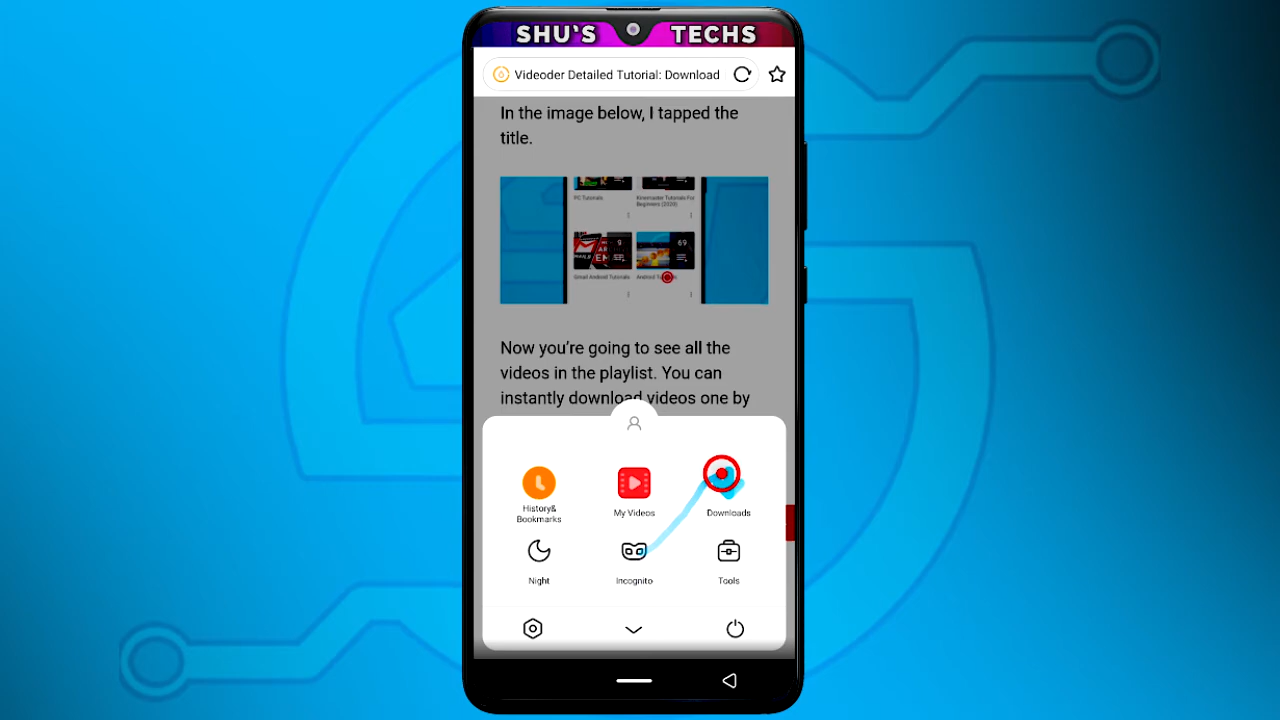 SHU'S TECHS
Videoder Detailed Tutorial: Download
In the image below, I tapped the
title.
PC Tutorials
Kinemaster Tutorials For
Beginners (2020)
9
69
Gmail Android Tutorials
Android
Now you're going to see all the
videos in the playlist. You can
instantly download videos one by
History&
Bookmarks
My Videos
Downloads
Night
Incognito
Tools